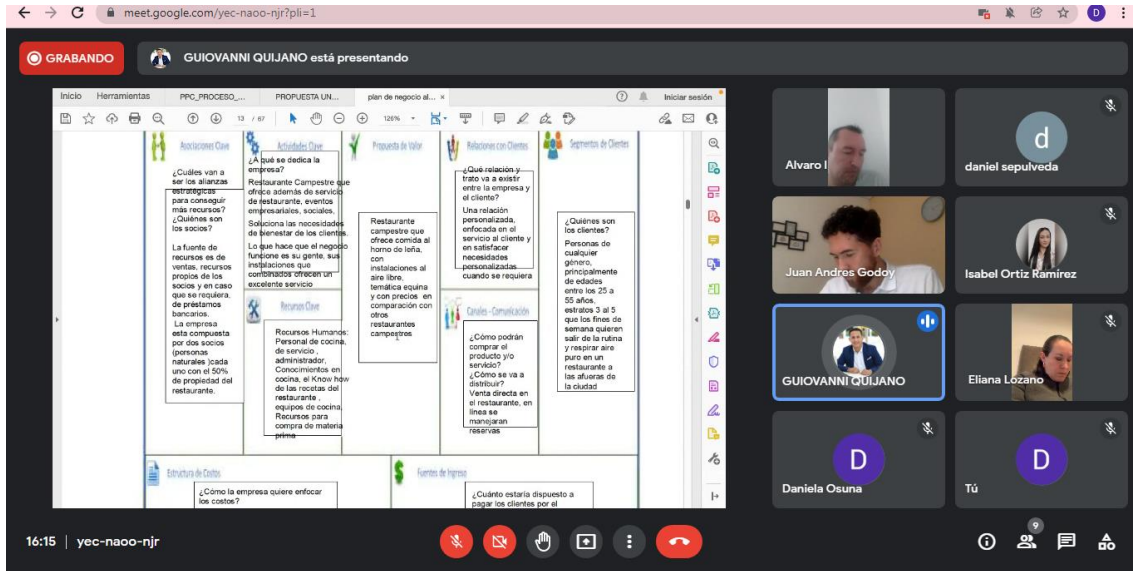 meet.google.com/yec-naoo-njr?pli=1
D
GRABANDO
GUIOVANNI QUIJANO está presentando
Inicio
Herramientas
PPC_PROCESO_...
PROPUESTA UN...
plan de negocio al...
Iniciar sesión
13 / 67
126%
Asociaciones Clave
¿Cuáles van a
ser los alianzas
estratégicas
para conseguir
más recursos?
¿Quiénes son
los socios?
La fuente de
recursos es de
ventas, recursos
propios de los
socios y en caso
que se requiera.
de préstamos
bancarios.
La empresa
esta compuesta
por dos socios
(personas
naturales )cada
uno con el 50%
de propiedad del
restaurante.
Actividades Clave
¿A qué se dedica la
empresa?
Restaurante Campestre que
ofrece además de servicio
de restaurante, eventos
empresariales, sociales,
Soluciona las necesidades
de bienestar de los clientes.
Lo que hace que el negocio
funcione es su gente, sus
instalaciones que
combinados ofrecen un
excelente servicio
Recursos Clave
Recursos Humanos:
Personal de cocina,
de servicio ,
administrador,
Conocimientos en
cocina, el Know how
de las recetas del
restaurante ,
equipos de cocina,
Recursos para
compra de materia
prima
Propuesta de Valor
Restaurante
campestre que
ofrece comida al
horno de leña,
con
instalaciones al
aire libre,
temática equina
y con precios en
comparación con
otros
restaurantes
campestres
Relaciones con Clientes
¿Qué relación y
trato va a existir
entre la empresa y
el cliente?
Una relación
personalizada,
enfocada en el
servicio al cliente y
en satisfacer
necesidades
personalizadas
cuando se requiera
Canales - Comunicación
¿Cómo podrán
comprar el
producto y/o
servicio?
¿Cómo se va a
distribuir?
Venta directa en
el restaurante, en
línea se
manejaran
reservas
Segmentos de Clientes
¿Quiénes son
los clientes?
Personas de
cualquier
género,
principalmente
de edades
entre los 25 a
55 años,
estratos 3 al 5
que los fines de
semana quieren
salir de la rutina
y respirar aire
puro en un
restaurante a
las afueras de
la ciudad
Estructura de Costos
¿Cómo la empresa quiere enfocar
los costos?
Fuentes de Ingreso
¿Cuánto estaría dispuesto a
pagar los clientes por el
Alvaro
d
daniel sepulveda
Juan Andres Godoy
Isabel Ortiz Ramirez
GUIOVANNI QUIJANO
Eliana Lozano
D
Daniela Osuna
D
Tú
16:15 | yec-naoo-njr
9